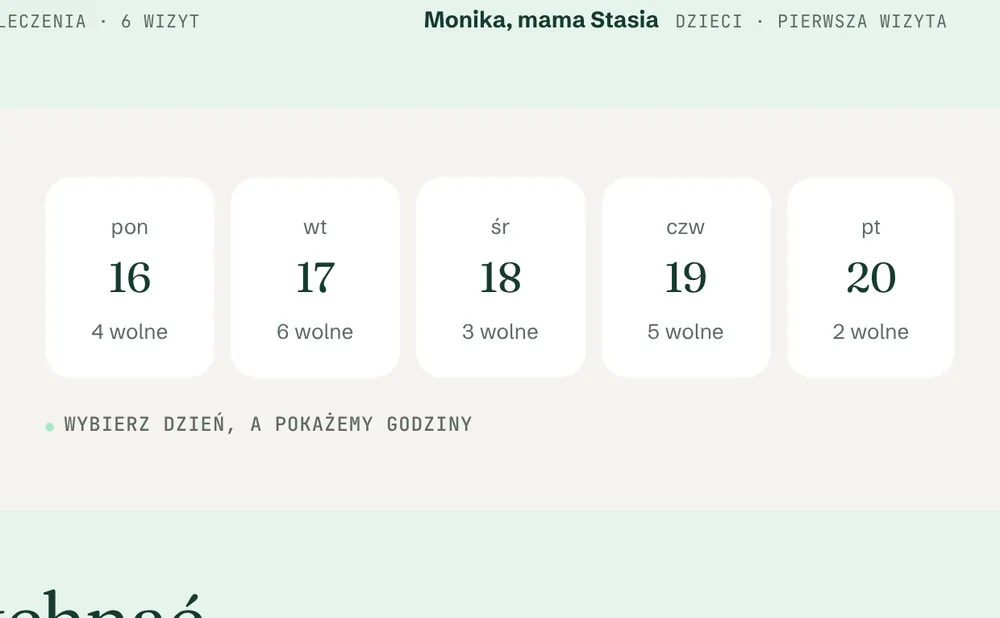 LECZENIA · 6 WIZYT
Monika, mama Stasia DZIECI · PIERWSZA WIZYTA
pon
16
4 wolne
wt
17
6 wolne
śr
18
3 wolne
czw
19
5 wolne
pt
20
2 wolne
WYBIERZ DZIEŃ, A POKAŻEMY GODZINY